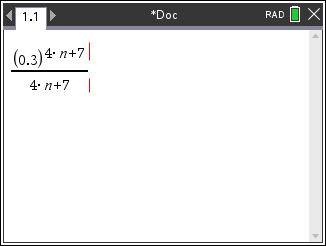 1.1 *Doc RAD
(0.3)^4· n+7
4· n+7